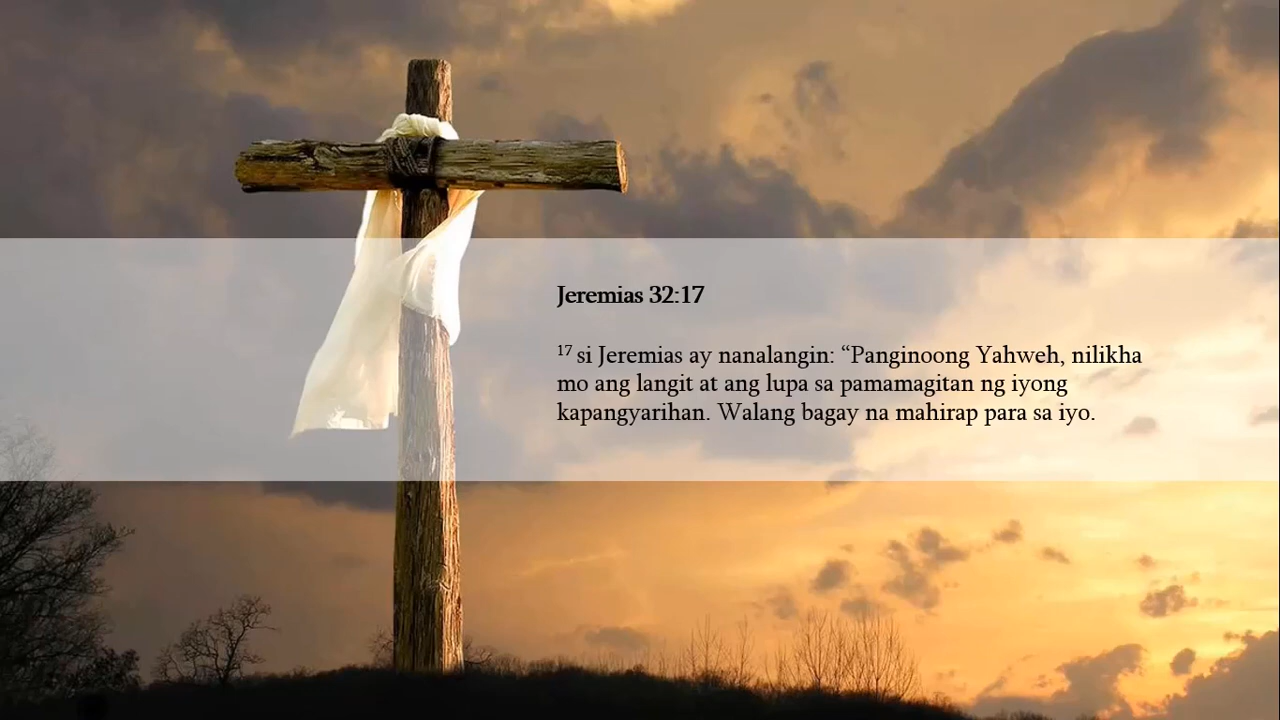 Jeremias 32:17
17 si Jeremias ay nanalangin: “Panginoong Yahweh, nilikha
mo ang langit at ang lupa sa pamamagitan ng iyong
kapangyarihan. Walang bagay na mahirap para sa iyo.